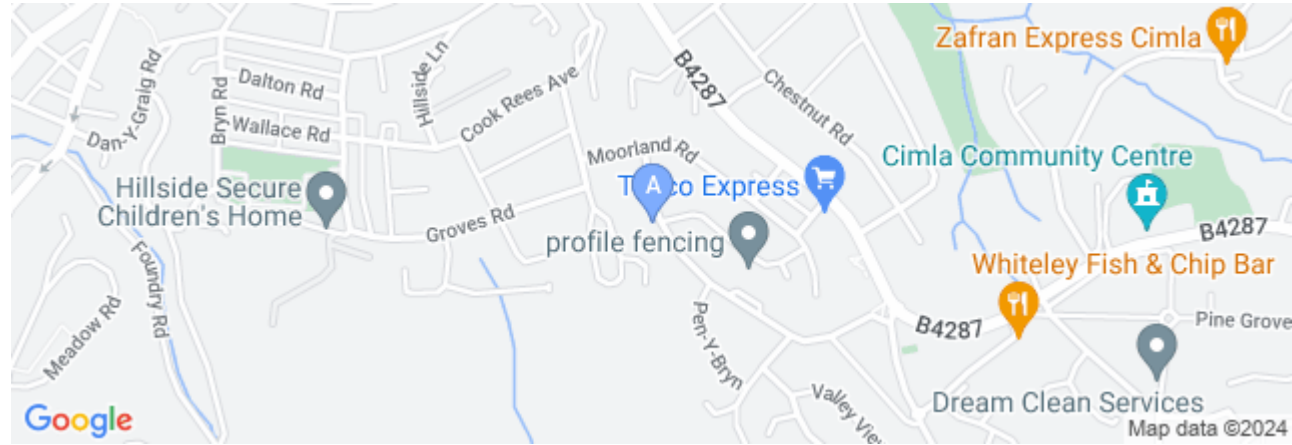 Zafran Express Cimla
Hillside Ln
B4287
Chestnut Rd
Dan-Y-Graig Rd
Bryn Rd
Dalton Rd
Cook Rees Ave
Wallace Rd
Moorland Rd
Cimla Community Centre
Hillside Secure
Children's Home
A
Express
Groves Rd
profile fencing
B4287
Whiteley Fish & Chip Bar
Foundry Rd
Meadow Rd
Pen-Y-Bryn
B4287
Pine Grove
Valley View
Dream Clean Services
Google
Map data ©2024